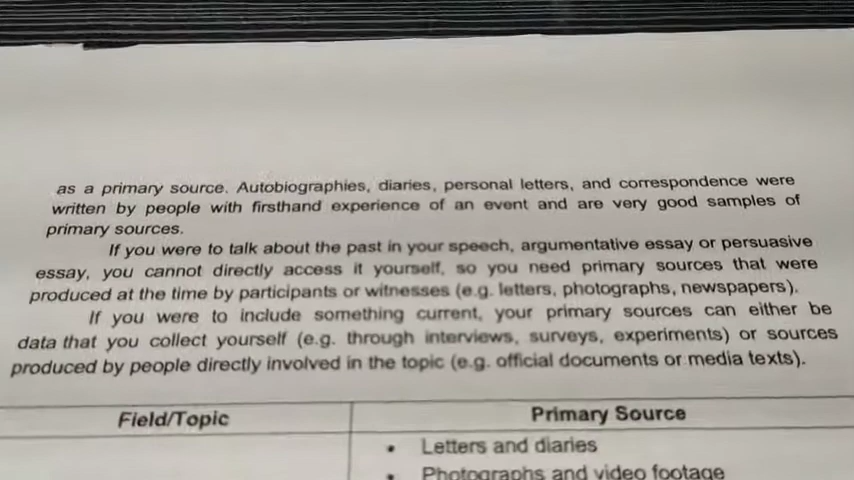 as a primary source. Autobiographies, diaries, personal letters, and correspondence were
written by people with firsthand experience of an event and are very good samples of
primary sources.
If you were to talk about the past in your speech, argumentative essay or persuasive
essay, you cannot directly access it yourself, so you need primary sources that were
produced at the time by participants or witnesses (e.g. letters, photographs, newspapers).
If you were to include something current, your primary sources can either be
data that you collect yourself (e.g. through interviews, surveys, experiments) or sources
produced by people directly involved in the topic (e.g. official documents or media texts).
Field/Topic
Primary Source
• Letters and diaries
• Photographs and video footage